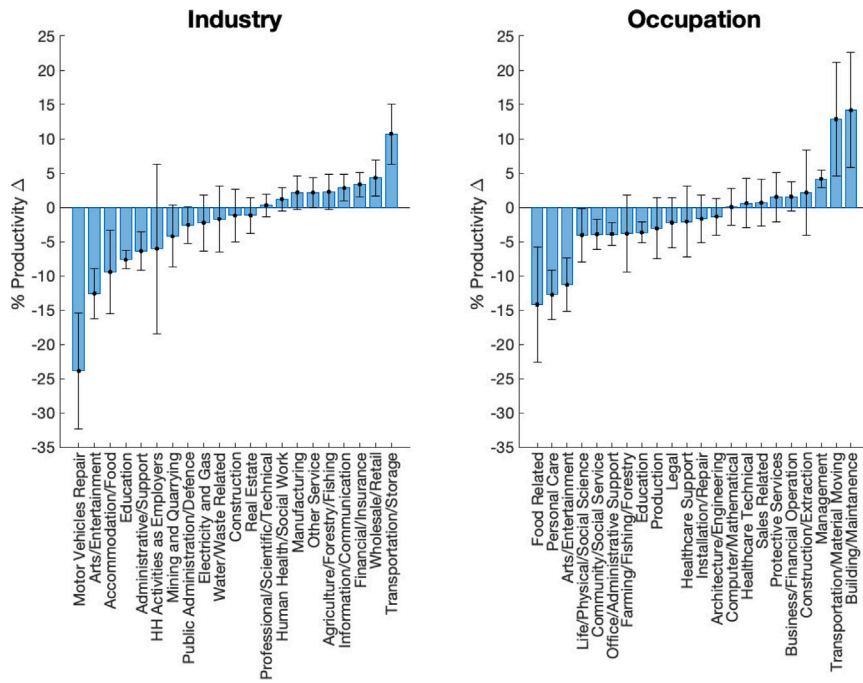 Industry
% Productivity Δ
25
20
15
10
5
0
-5
-10
-15
-20
-25
-30
-35
Motor Vehicles Repair
Arts/Entertainment
Accommodation/Food
Education
Administrative/Support
HH Activities as Employers
Mining and Quarrying
Public Administration/Defence
Electricity and Gas
Water/Waste Related
Construction
Real Estate
Professional/Scientific/Technical
Human Health/Social Work
Manufacturing
Other Service
Agriculture/Forestry/Fishing
Information/Communication
Financial/Insurance
Wholesale/Retail
Transportation/Storage
Occupation
% Productivity Δ
25
20
15
10
5
0
-5
-10
-15
-20
-25
-30
-35
Food Related
Personal Care
Arts/Entertainment
Life/Physical/Social Science
Community/Social Service
Office/Administrative Support
Farming/Fishing/Forestry
Education
Production
Legal
Healthcare Support
Installation/Repair
Architecture/Engineering
Computer/Mathematical
Healthcare Technical
Sales Related
Protective Services
Business/Financial Operation
Construction/Extraction
Management
Transportation/Material Moving
Building/Maintanence